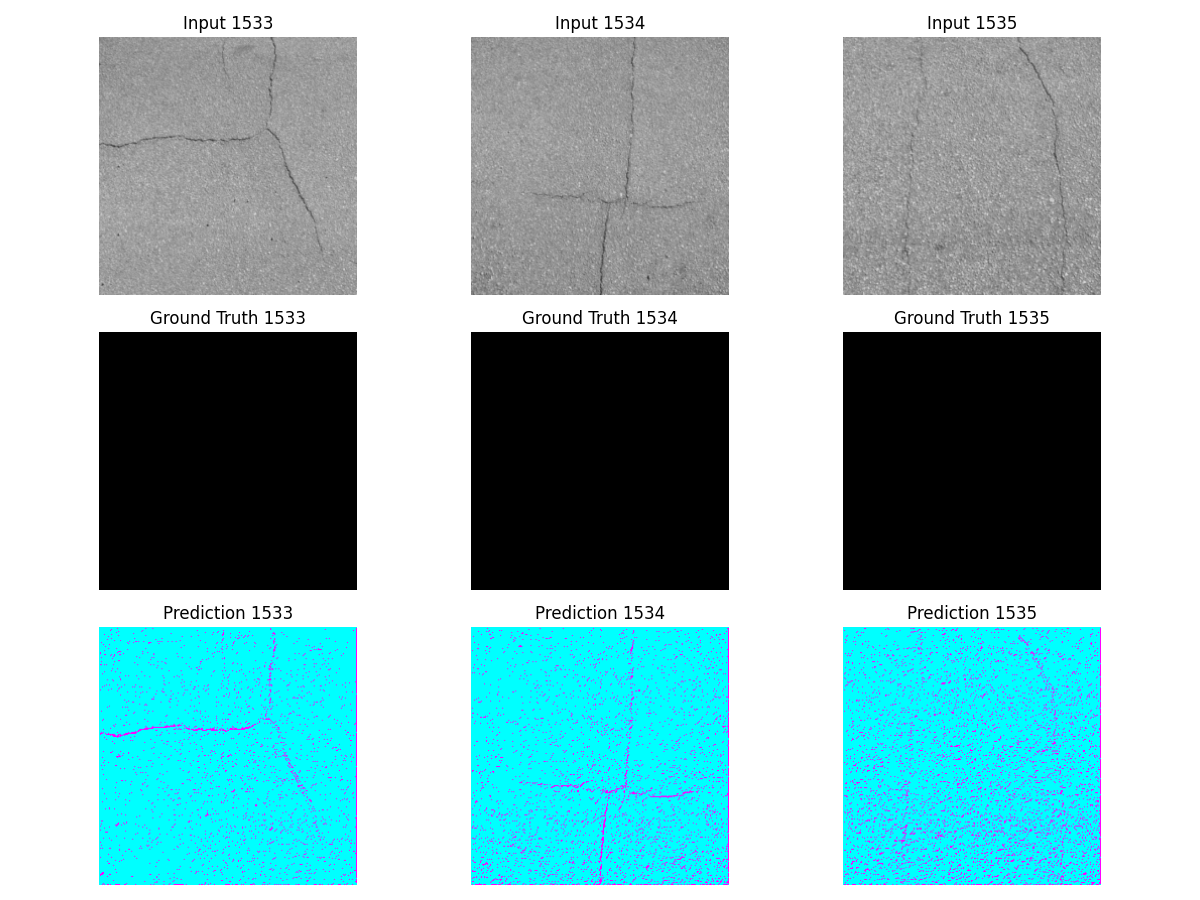 Input 1533
Input 1534
Input 1535
Ground Truth 1533
Ground Truth 1534
Ground Truth 1535
Prediction 1533
Prediction 1534
Prediction 1535